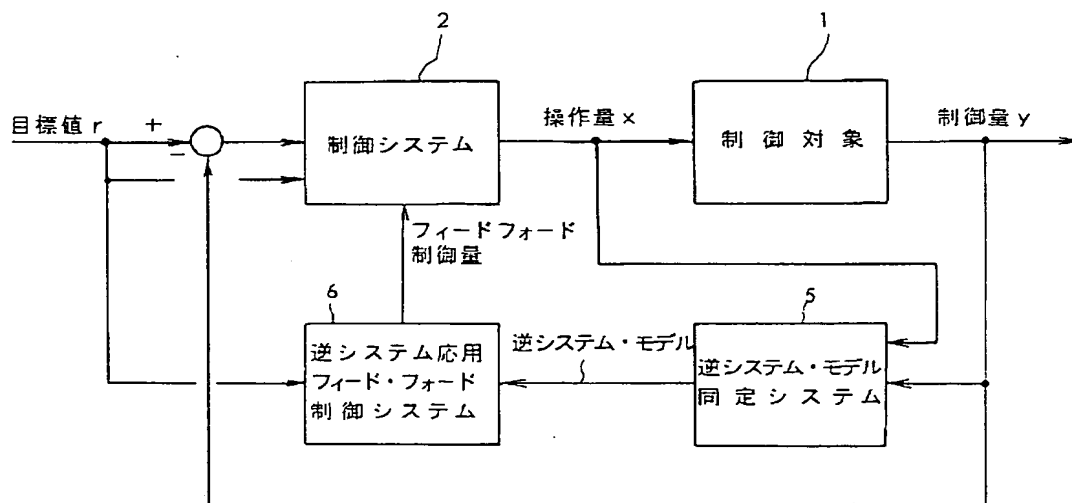 2
1
目標値 r
+
-
制御システム
操作量 x
制御対象
制御量 y
フィードフォード
制御量
6
逆システム応用
フィード・フォード
制御システム
逆システム・モデル
5
逆システム・モデル
同定システム